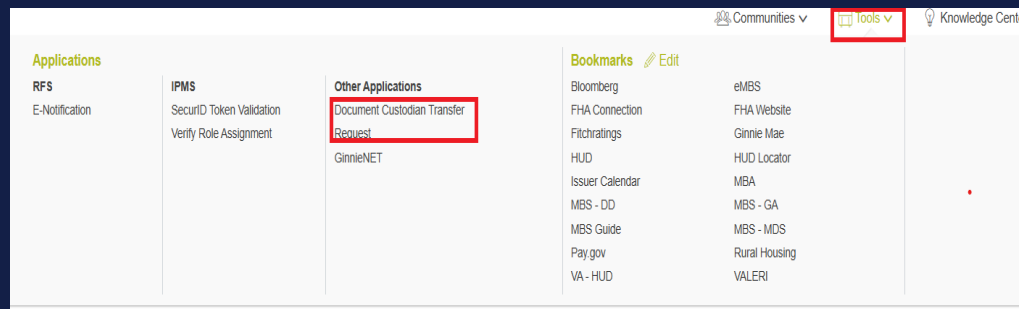 Communities
Tools
Knowledge Cent
Applications
RFS
E-Notification
IPMS
SecurID Token Validation
Verify Role Assignment
Other Applications
Document Custodian Transfer
Request
GinnieNET
Bookmarks Edit
Bloomberg
FHA Connection
Fitchratings
HUD
Issuer Calendar
MBS - DD
MBS Guide
Pay.gov
VA - HUD
eMBS
FHA Website
Ginnie Mae
HUD Locator
MBA
MBS - GA
MBS - MDS
Rural Housing
VALERI